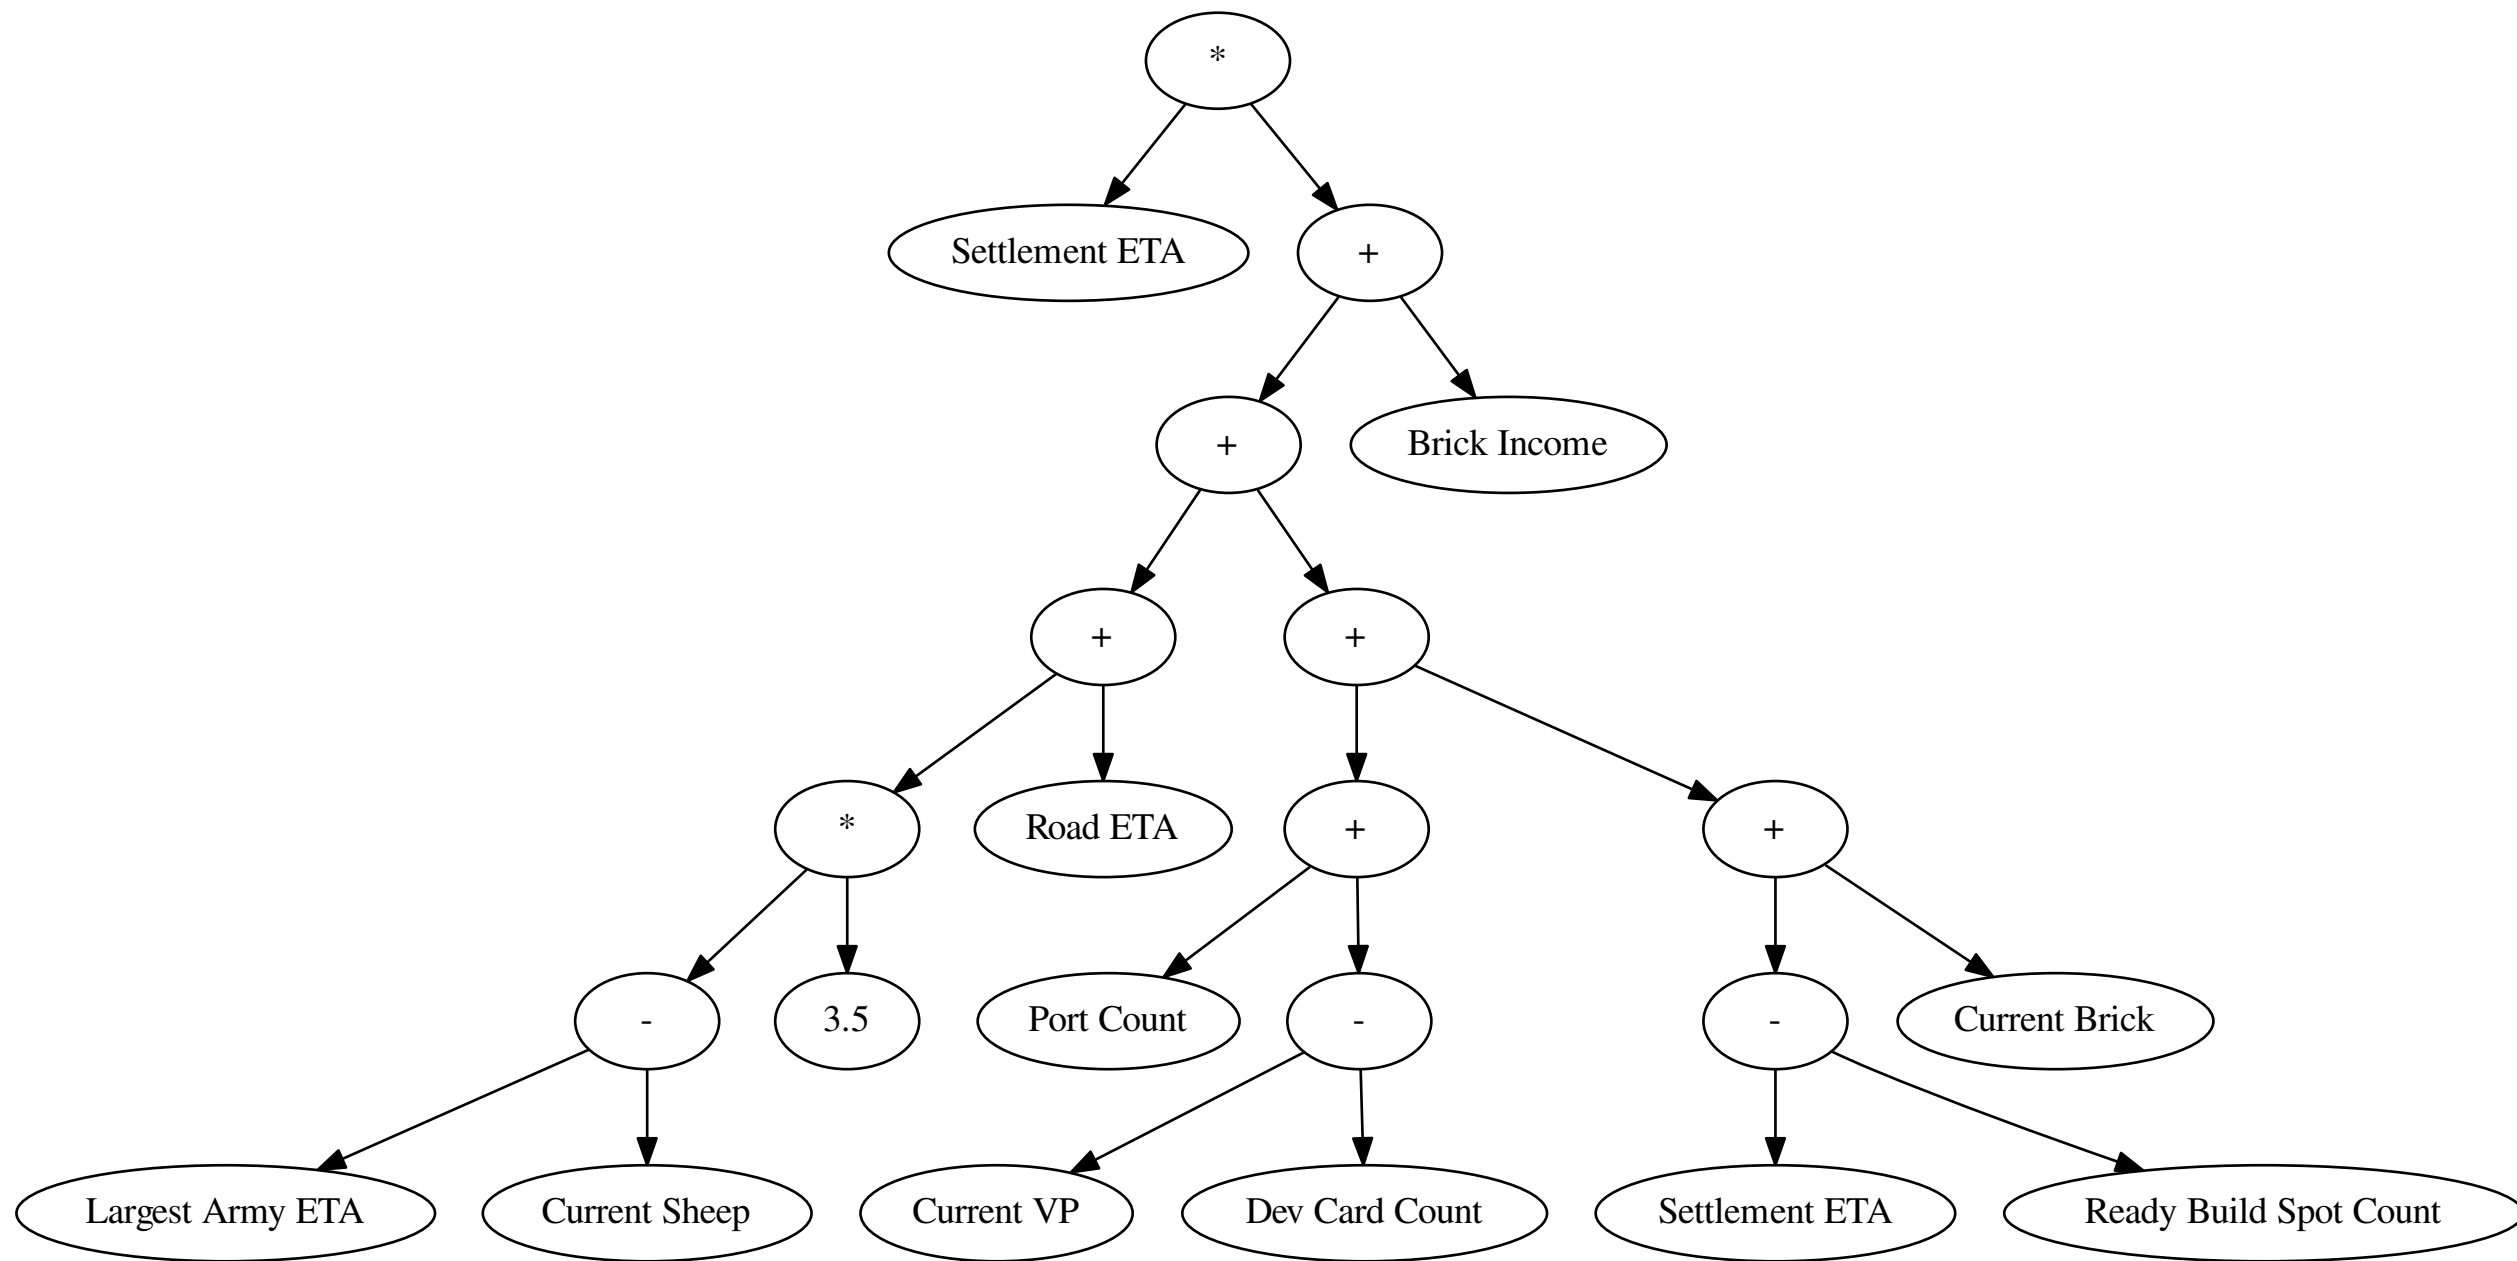 *
Settlement ETA
+
+
Brick Income
+
+
*
Road ETA
+
+
-
3.5
Port Count
-
-
Current Brick
Largest Army ETA
Current Sheep
Current VP
Dev Card Count
Settlement ETA
Ready Build Spot Count